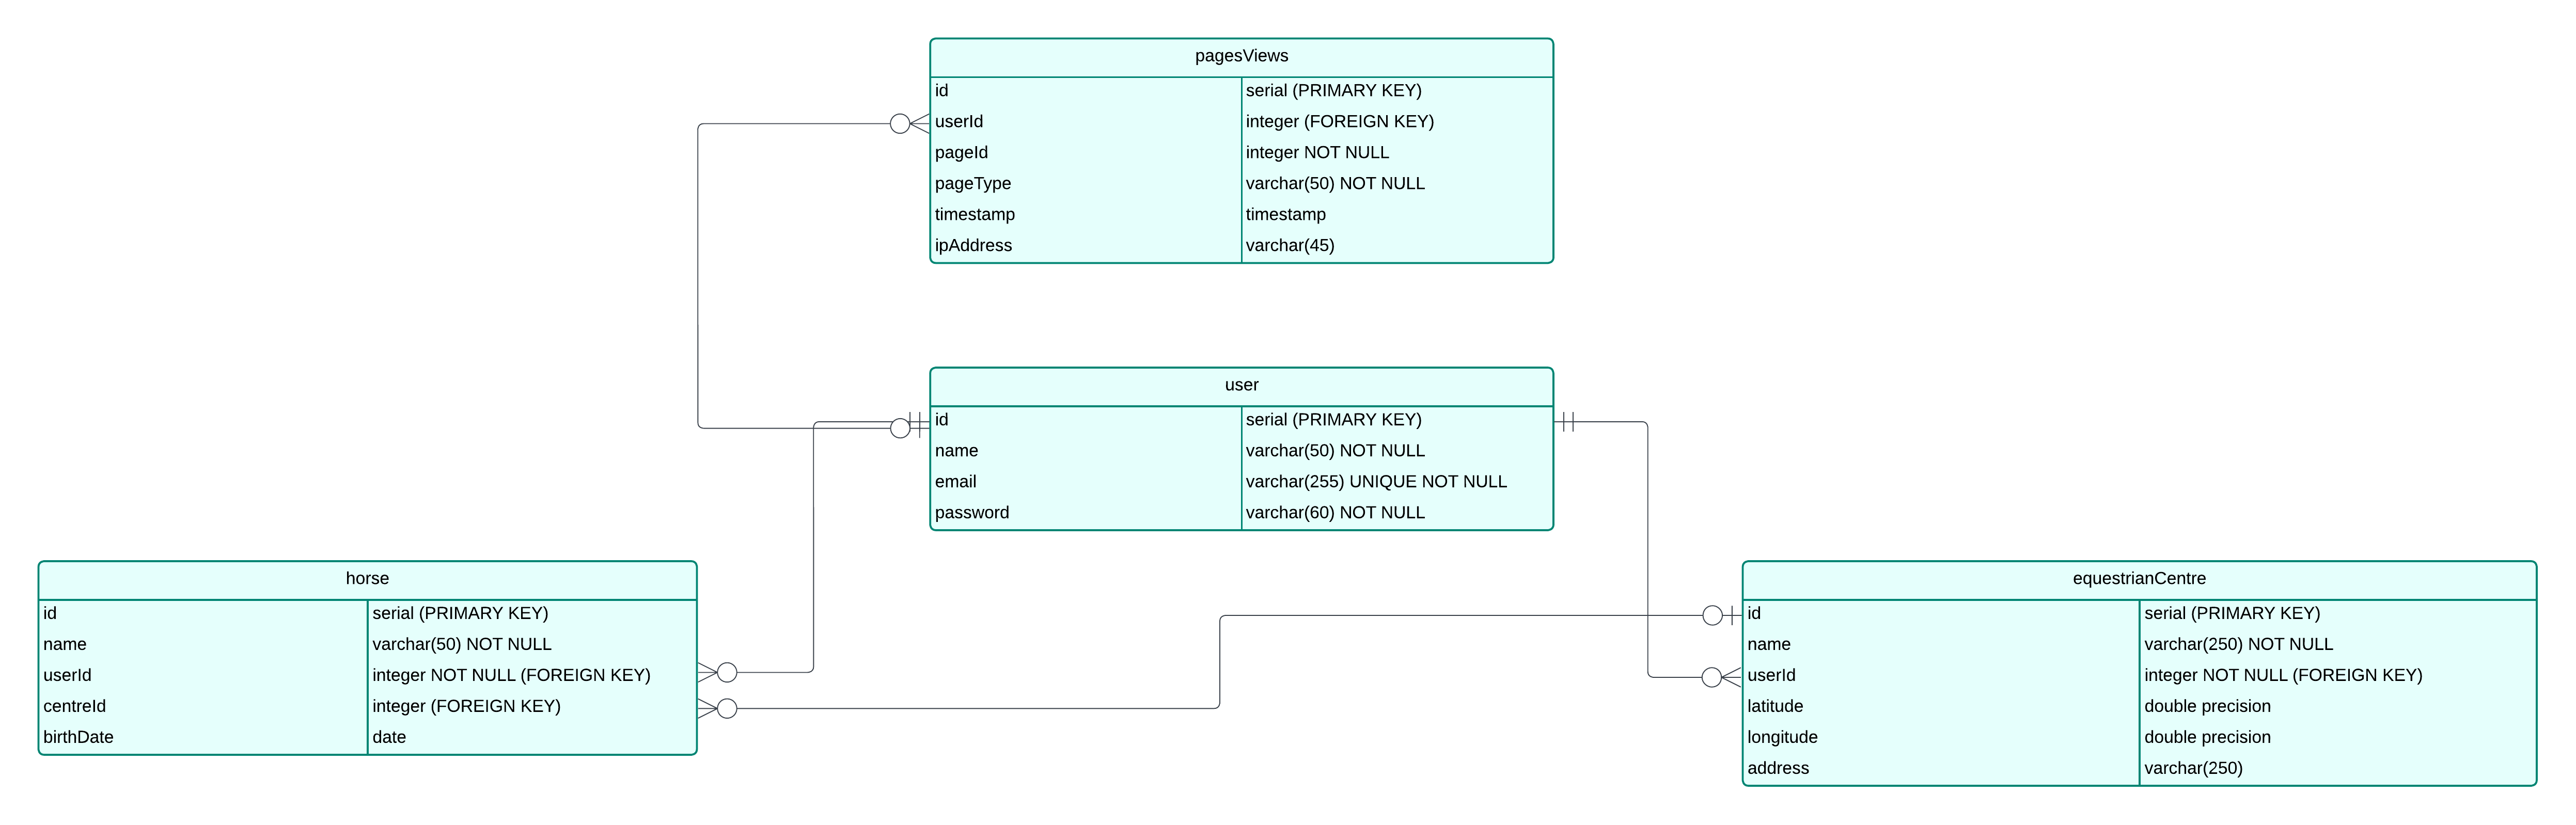 pagesViews
id serial (PRIMARY KEY)
userId integer (FOREIGN KEY)
pageId integer NOT NULL
pageType varchar(50) NOT NULL
timestamp timestamp
ipAddress varchar(45)
user
id serial (PRIMARY KEY)
name varchar(50) NOT NULL
email varchar(255) UNIQUE NOT NULL
password varchar(60) NOT NULL
horse
id serial (PRIMARY KEY)
name varchar(50) NOT NULL
userId integer NOT NULL (FOREIGN KEY)
centreId integer (FOREIGN KEY)
birthDate date
equestrianCentre
id serial (PRIMARY KEY)
name varchar(250) NOT NULL
userId integer NOT NULL (FOREIGN KEY)
latitude double precision
longitude double precision
address varchar(250)